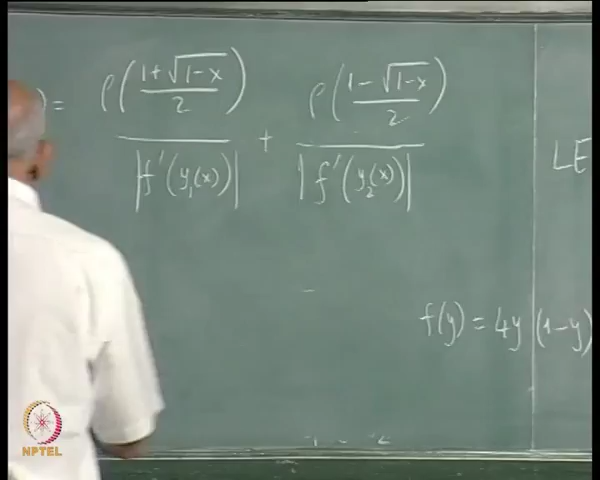 ) = ρ((1+√(1-x))/2) / |f'(y₁(x))| + ρ((1-√(1-x))/2) / |f'(y₂(x))|
LE
f(y) = 4y(1-y)
NPTEL